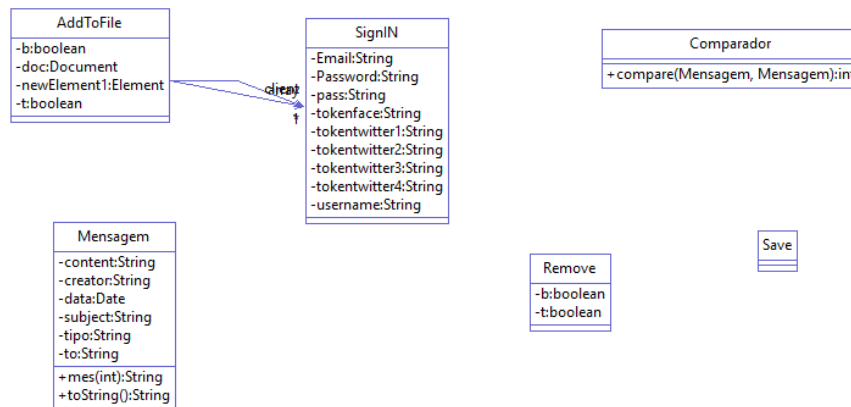 AddToFile
-b:boolean
-doc:Document
-newElement1:Element
-t:boolean
SignIN
-Email:String
-Password:String
-pass:String
-tokenface:String
-tokentwitter1:String
-tokentwitter2:String
-tokentwitter3:String
-tokentwitter4:String
-username:String
Comparador
+compare(Mensagem, Mensagem):int
Mensagem
-content:String
-creator:String
-data:Date
-subject:String
-tipo:String
-to:String
+mes(int):String
+toString():String
Remove
-b:boolean
-t:boolean
Save